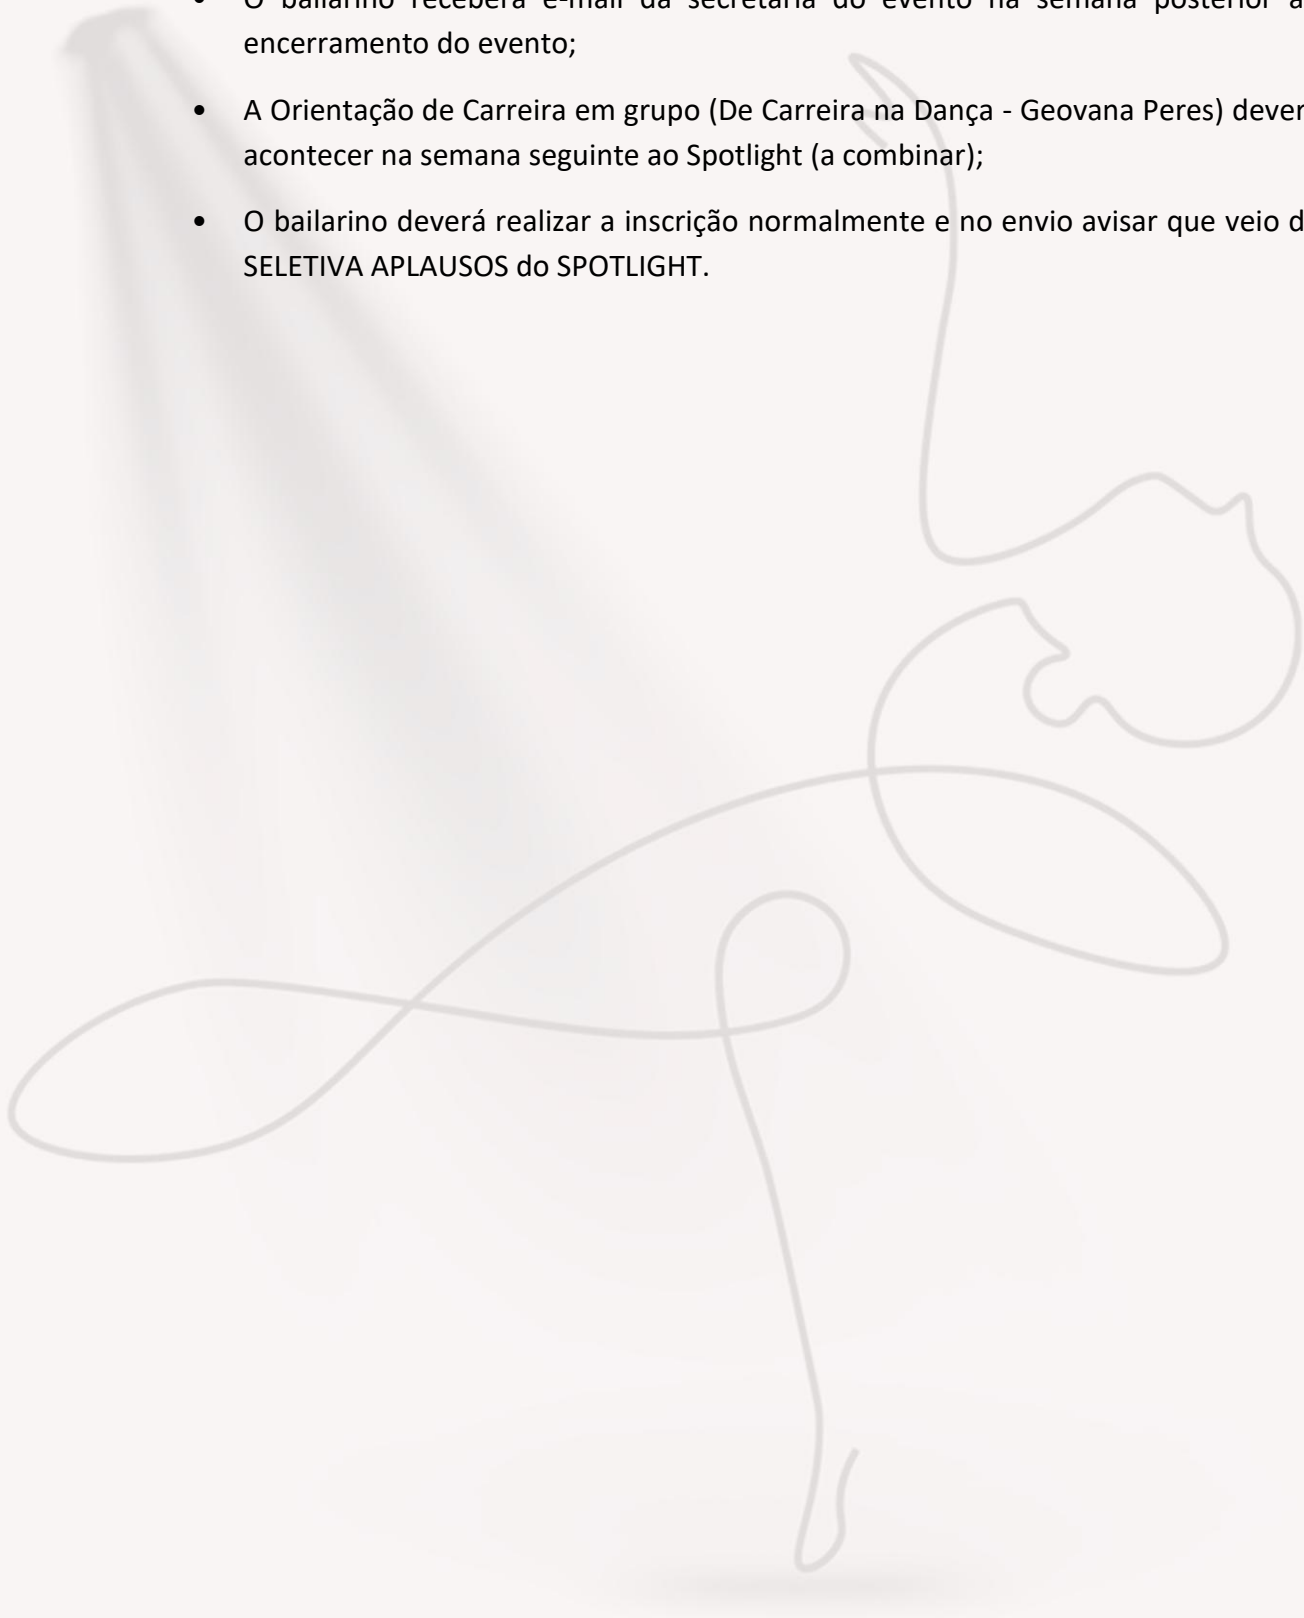 • O bailarino receberá e-mail da secretaria do evento na semana posterior a
encerramento do evento;
• A Orientação de Carreira em grupo (De Carreira na Dança - Geovana Peres) dever
acontecer na semana seguinte ao Spotlight (a combinar);
• O bailarino deverá realizar a inscrição normalmente e no envio avisar que veio d
SELETIVA APLAUSOS do SPOTLIGHT.